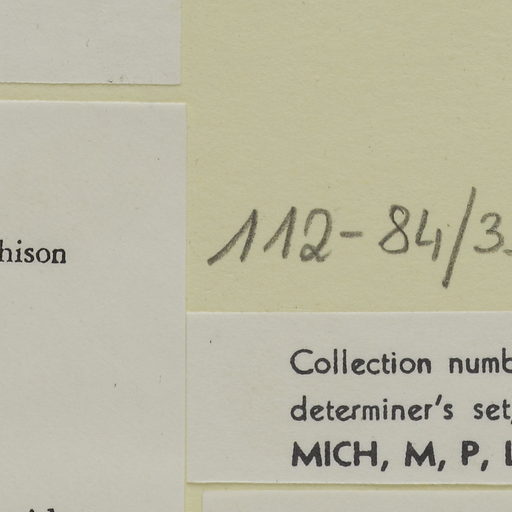 hison
112-84/3
Collection numb
determiner's set,
MICH, M, P, L